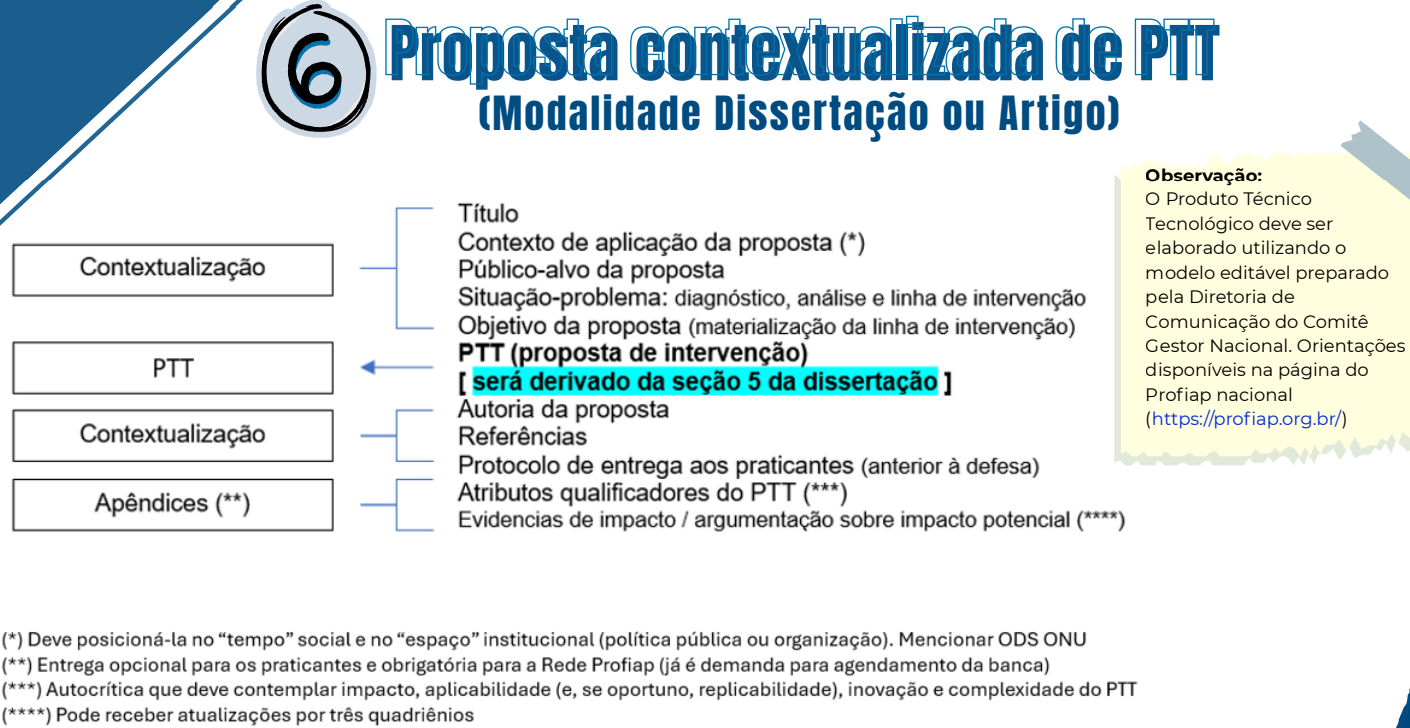 6
Proposta contextualizada de PTT
(Modalidade Dissertação ou Artigo)
Observação:
O Produto Técnico
Tecnológico deve ser
elaborado utilizando o
modelo editável preparado
pela Diretoria de
Comunicação do Comitê
Gestor Nacional. Orientações
disponíveis na página do
Profiap nacional
(https://profiap.org.br/)
Contextualização
Título
Contexto de aplicação da proposta (*)
Público-alvo da proposta
Situação-problema: diagnóstico, análise e linha de intervenção
Objetivo da proposta (materialização da linha de intervenção)
PTT
PTT (proposta de intervenção)
[ será derivado da seção 5 da dissertação ]
Contextualização
Autoria da proposta
Referências
Protocolo de entrega aos praticantes (anterior à defesa)
Apêndices (**)
Atributos qualificadores do PTT (***)
Evidencias de impacto / argumentação sobre impacto potencial (****)
(*) Deve posicioná-la no “tempo” social e no “espaço” institucional (política pública ou organização). Mencionar ODS ONU
(**) Entrega opcional para os praticantes e obrigatória para a Rede Profiap (já é demanda para agendamento da banca)
(***) Autocrítica que deve contemplar impacto, aplicabilidade (e, se oportuno, replicabilidade), inovação e complexidade do PTT
(****) Pode receber atualizações por três quadriênios